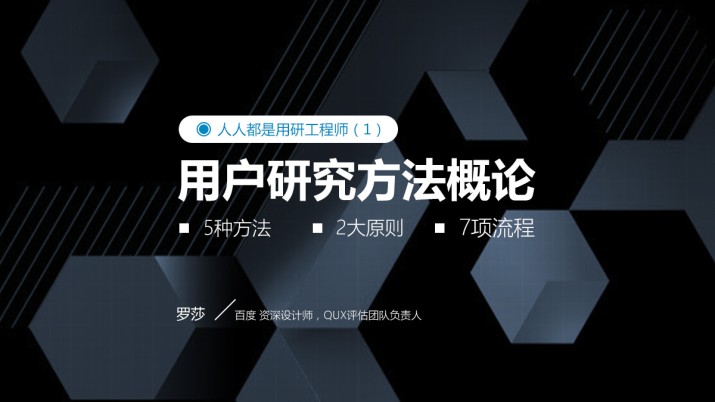 人人都是用研工程师（1）
用户研究方法概论
5种方法 2大原则 7项流程
罗莎 / 百度 资深设计师，QUX评估团队负责人